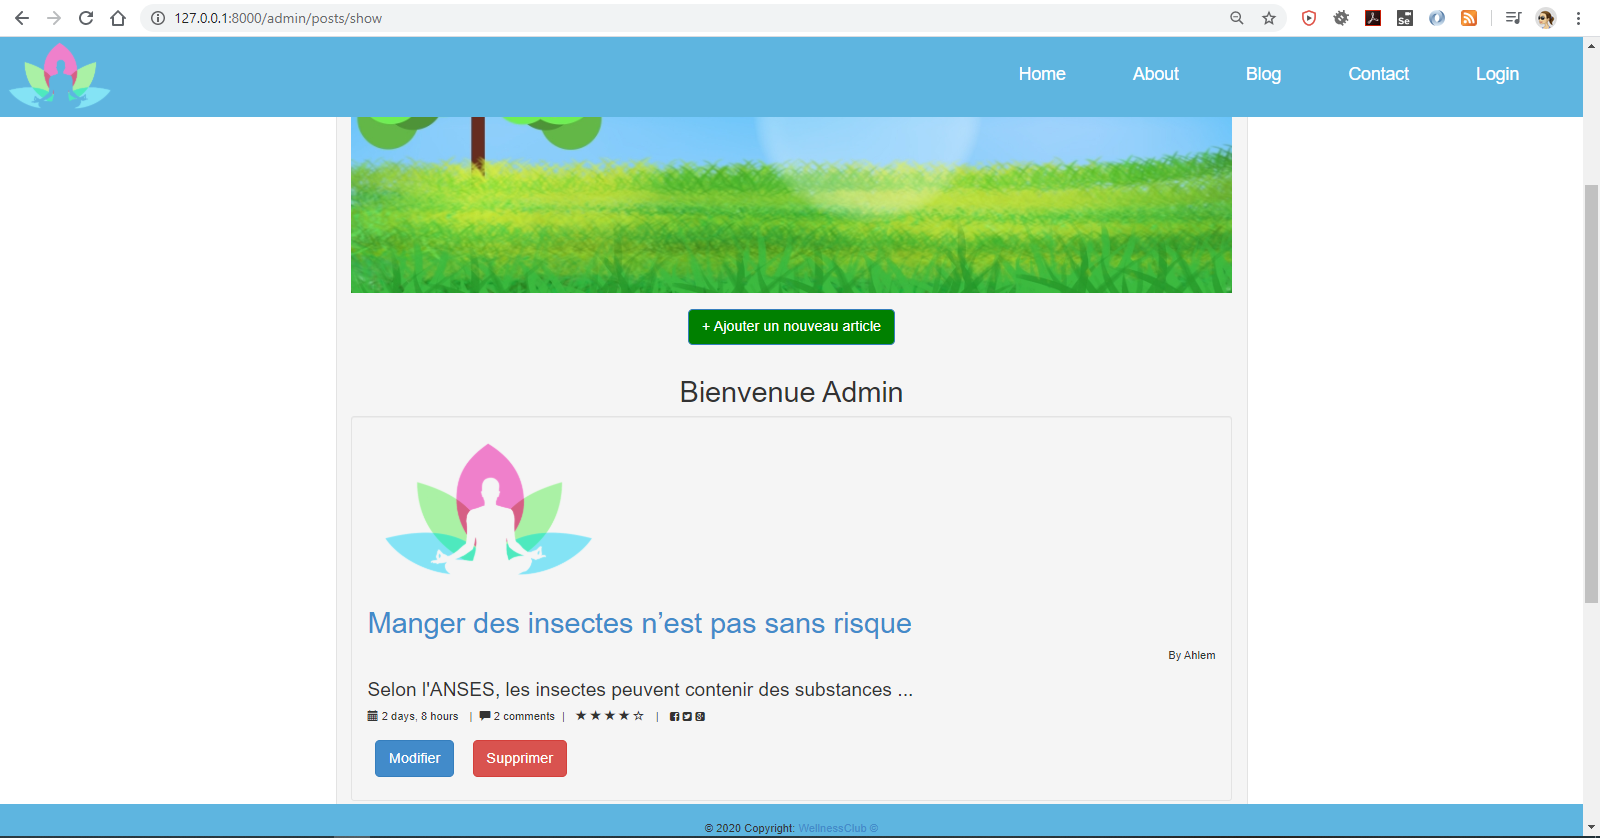 127.0.0.1:8000/admin/posts/show
Se
Home About Blog Contact Login
+ Ajouter un nouveau article
Bienvenue Admin
Manger des insectes n’est pas sans risque
By Ahlem
Selon l'ANSES, les insectes peuvent contenir des substances ...
2 days, 8 hours | 2 comments | ★ ★ ★ ★ ☆ |
Modifier Supprimer
© 2020 Copyright: WellnessClub ©